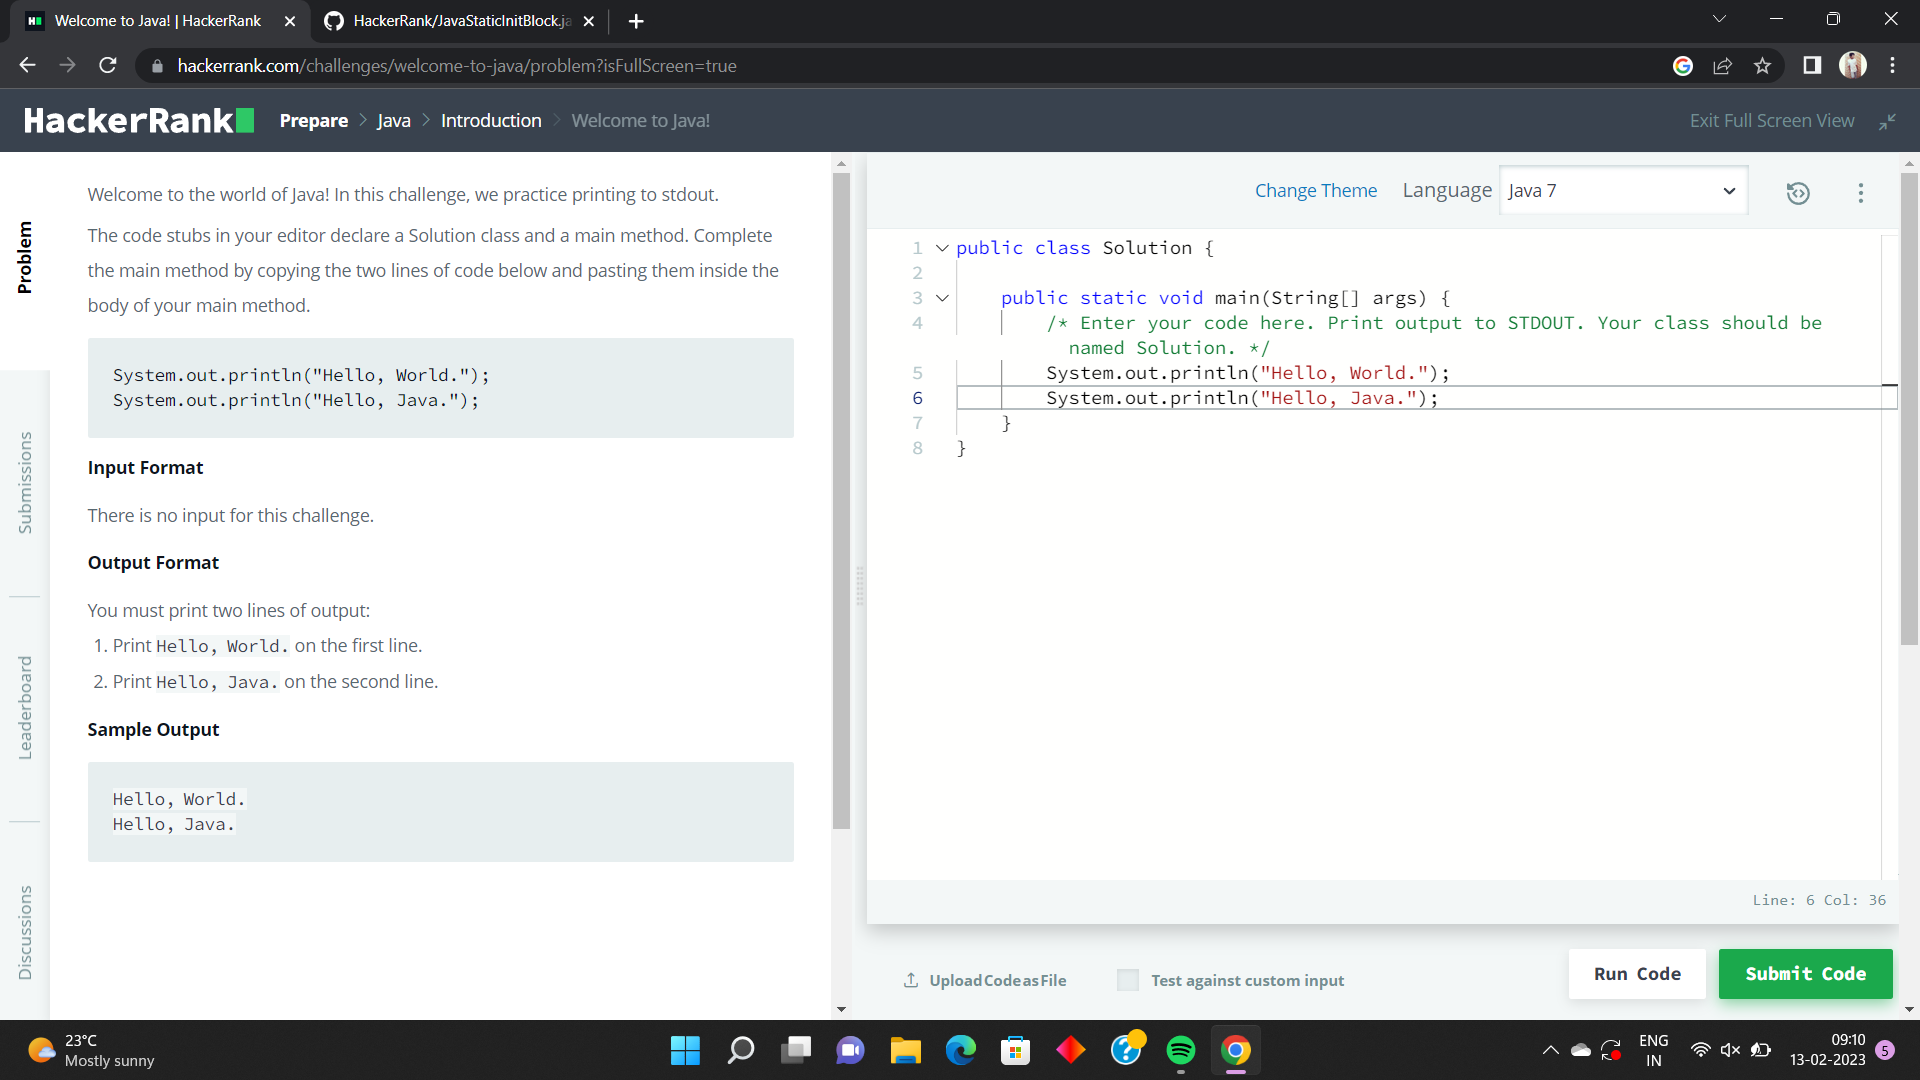 Welcome to Java! | HackerRank
HackerRank/JavaStaticInitBlock.ja
hackerrank.com/challenges/welcome-to-java/problem?isFullScreen=true
HackerRank
Prepare > Java > Introduction > Welcome to Java!
Exit Full Screen View
Problem
Submissions
Leaderboard
Discussions
Welcome to the world of Java! In this challenge, we practice printing to stdout.
The code stubs in your editor declare a Solution class and a main method. Complete
the main method by copying the two lines of code below and pasting them inside the
body of your main method.
System.out.println("Hello, World.");
System.out.println("Hello, Java.");
Input Format
There is no input for this challenge.
Output Format
You must print two lines of output:
1. Print Hello, World. on the first line.
2. Print Hello, Java. on the second line.
Sample Output
Hello, World.
Hello, Java.
Change Theme Language Java 7
1 public class Solution {
2
3 public static void main(String[] args) {
4 /* Enter your code here. Print output to STDOUT. Your class should be
named Solution. */
5 System.out.println("Hello, World.");
6 System.out.println("Hello, Java.");
7 }
8 }
Line: 6 Col: 36
Upload Code as File
Test against custom input
Run Code
Submit Code
23°C
Mostly sunny
ENG
IN
09:10
13-02-2023
5